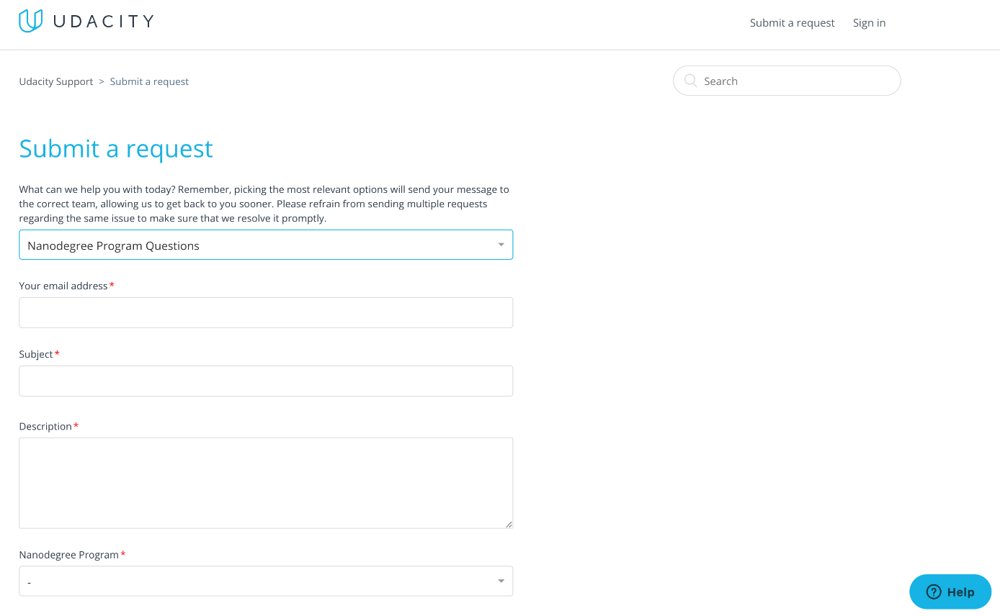 UDACITY
Submit a request
Sign in
Udacity Support > Submit a request
Search
Submit a request
What can we help you with today? Remember, picking the most relevant options will send your message to
the correct team, allowing us to get back to you sooner. Please refrain from sending multiple requests
regarding the same issue to make sure that we resolve it promptly.
Nanodegree Program Questions
Your email address*
Subject*
Description*
Nanodegree Program*
-
Help